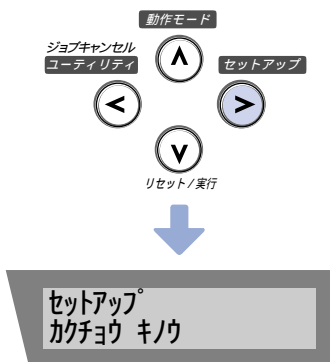 動作モード
ジョブキャンセル
ユーティリティ
セットアップ
リセット/実行
セットアップ
カクチョウ キノウ